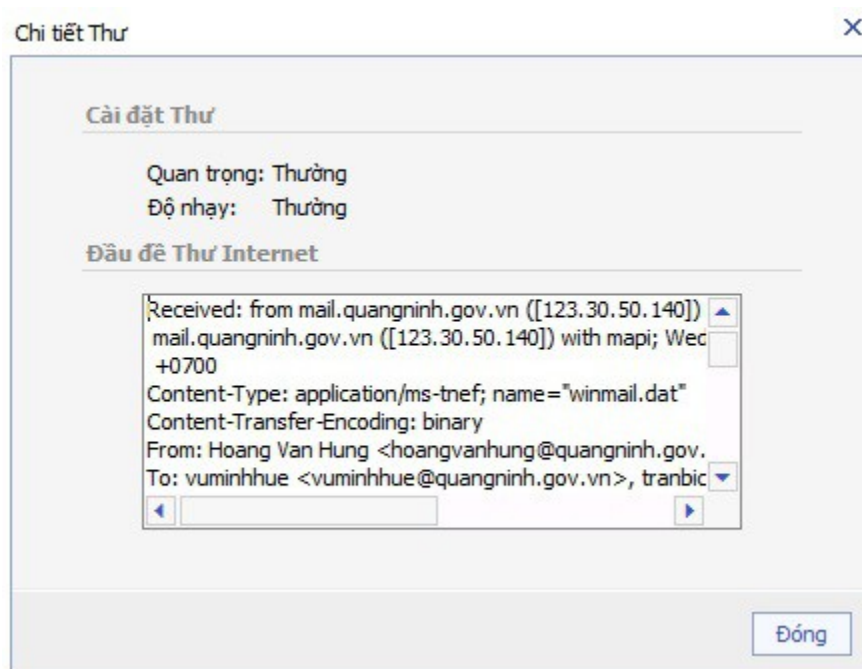 Chi tiết Thư
Cài đặt Thư
Quan trọng: Thường
Độ nhạy: Thường
Đầu đề Thư Internet
Received: from mail.quangninh.gov.vn ([123.30.50.140])
mail.quangninh.gov.vn ([123.30.50.140]) with mapi; Wed
+0700
Content-Type: application/ms-tnef; name="winmail.dat"
Content-Transfer-Encoding: binary
From: Hoang Van Hung <hoangvanhung@quangninh.gov.
To: vuminhhue <vuminhhue@quangninh.gov.vn>, tranbic
Đóng